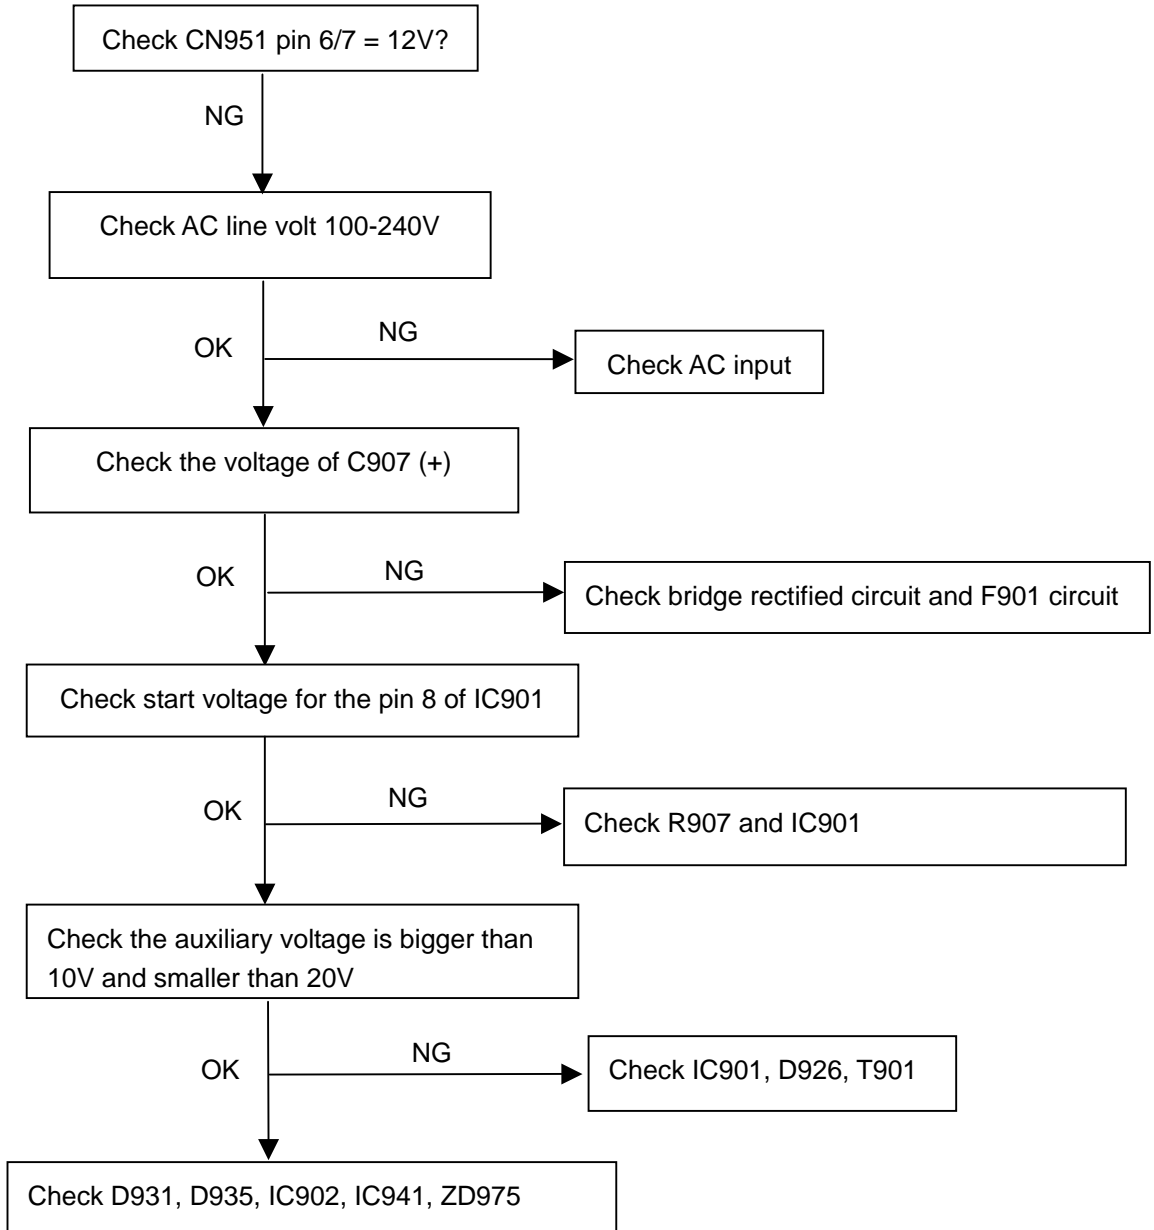 Check CN951 pin 6/7 = 12V?
NG
Check AC line volt 100-240V
NG
OK
Check AC input
Check the voltage of C907 (+)
NG
OK
Check bridge rectified circuit and F901 circuit
Check start voltage for the pin 8 of IC901
NG
OK
Check R907 and IC901
Check the auxiliary voltage is bigger than
10V and smaller than 20V
NG
OK
Check IC901, D926, T901
Check D931, D935, IC902, IC941, ZD975